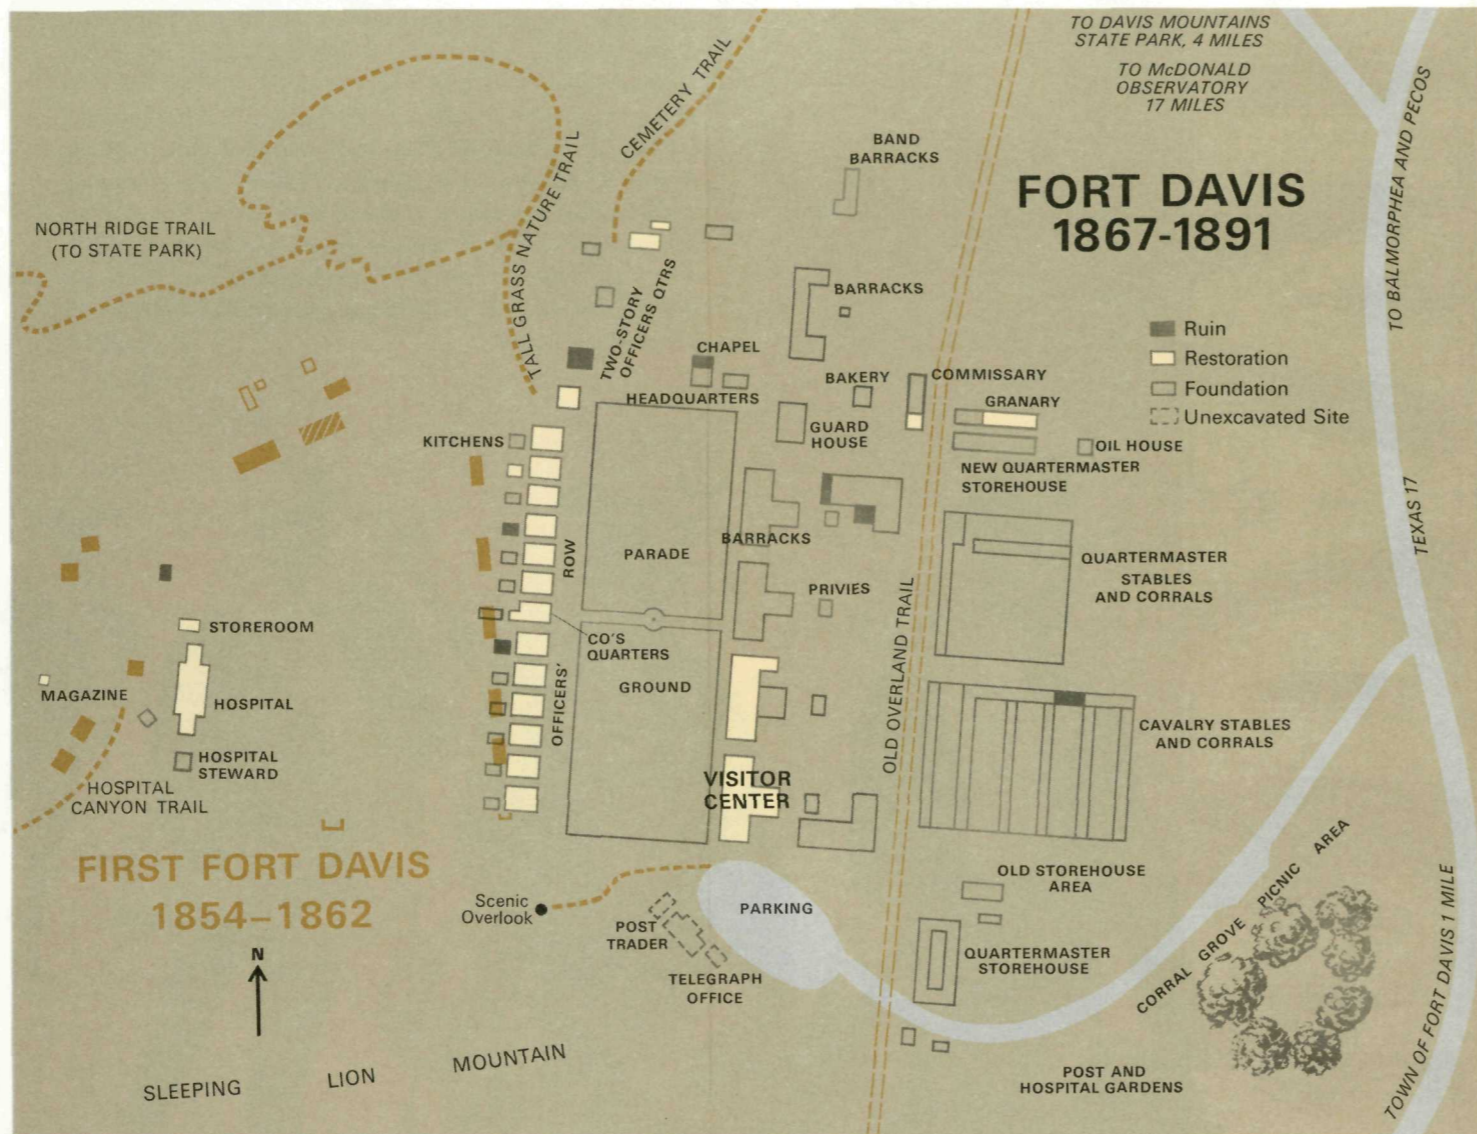 TO DAVIS MOUNTAINS
STATE PARK, 4 MILES
TO McDONALD
OBSERVATORY
17 MILES
TO BALMORPHEA AND PECOS
CEMETERY TRAIL
BAND
BARRACKS
FORT DAVIS
1867-1891
NORTH RIDGE TRAIL
(TO STATE PARK)
TALL GRASS NATURE TRAIL
TWO-STORY
OFFICERS QTRS
BARRACKS
Ruin
Restoration
Foundation
Unexcavated Site
CHAPEL
HEADQUARTERS
BAKERY
COMMISSARY
GRANARY
KITCHENS
GUARD
HOUSE
OIL HOUSE
NEW QUARTERMASTER
STOREHOUSE
TEXAS 17
BARRACKS
PARADE
ROW
QUARTERMASTER
STABLES
AND CORRALS
PRIVIES
OLD OVERLAND TRAIL
STOREROOM
CO'S
QUARTERS
GROUND
OFFICERS'
MAGAZINE
HOSPITAL
CAVALRY STABLES
AND CORRALS
HOSPITAL
STEWARD
HOSPITAL
CANYON TRAIL
VISITOR
CENTER
FIRST FORT DAVIS
1854–1862
OLD STOREHOUSE
AREA
CORRAL GROVE PICNIC AREA
Scenic
Overlook
PARKING
POST
TRADER
TELEGRAPH
OFFICE
QUARTERMASTER
STOREHOUSE
TOWN OF FORT DAVIS 1 MILE
N
POST AND
HOSPITAL GARDENS
SLEEPING LION MOUNTAIN